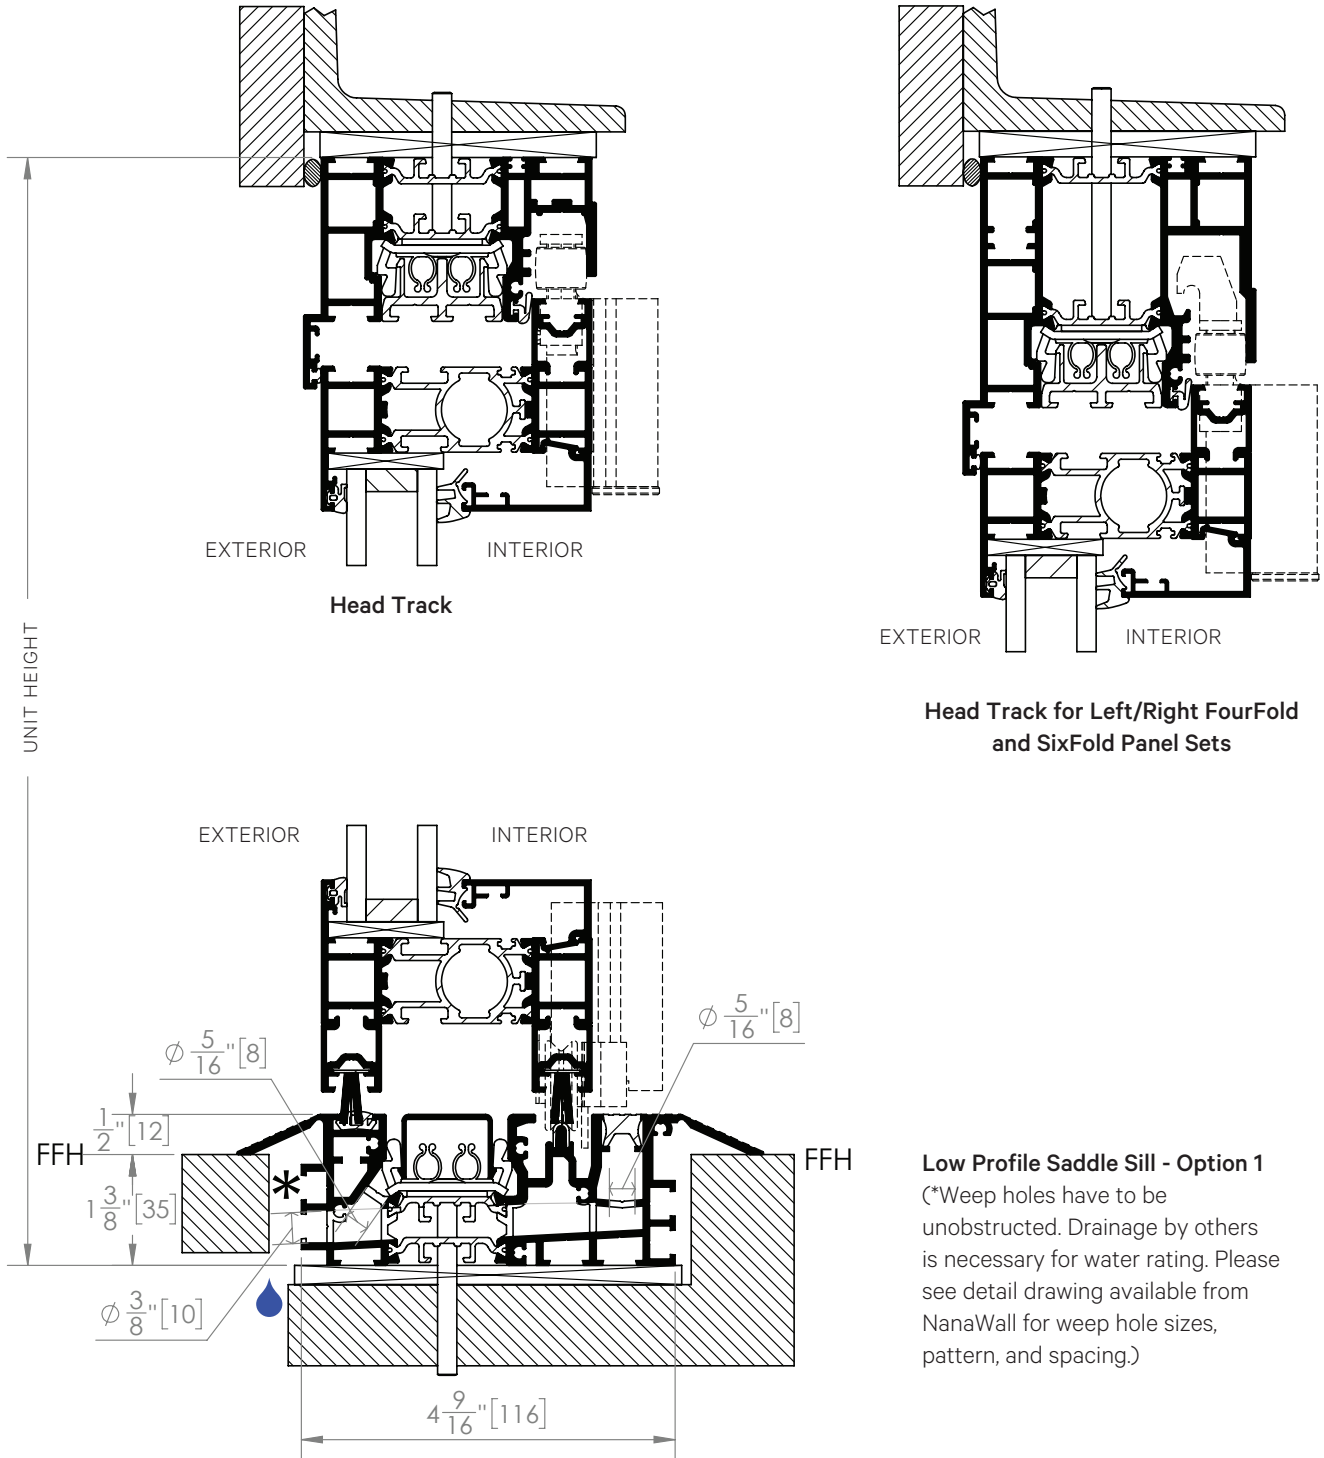 EXTERIOR
INTERIOR
Head Track
EXTERIOR
INTERIOR
Head Track for Left/Right FourFold
and SixFold Panel Sets
UNIT HEIGHT
EXTERIOR
INTERIOR
Ø 5/16"[8]
Ø 5/16"[8]
1/2"[12]
FFH
FFH
*
1 3/8"[35]
Ø 3/8"[10]
4 9/16"[116]
Low Profile Saddle Sill - Option 1
(*Weep holes have to be
unobstructed. Drainage by others
is necessary for water rating. Please
see detail drawing available from
NanaWall for weep hole sizes,
pattern, and spacing.)